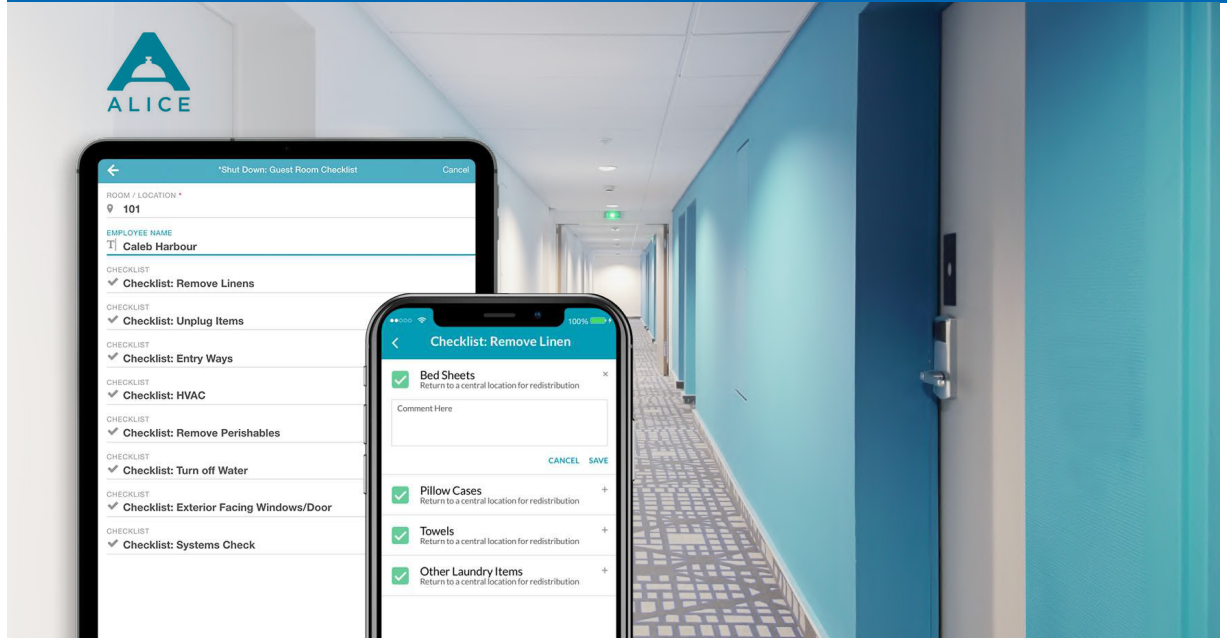 ALICE
*Shut Down: Guest Room Checklist
Cancel
ROOM / LOCATION *
101
EMPLOYEE NAME
T Caleb Harbour
CHECKLIST
Checklist: Remove Linens
CHECKLIST
Checklist: Unplug Items
CHECKLIST
Checklist: Entry Ways
CHECKLIST
Checklist: HVAC
CHECKLIST
Checklist: Remove Perishables
CHECKLIST
Checklist: Turn off Water
CHECKLIST
Checklist: Exterior Facing Windows/Door
CHECKLIST
Checklist: Systems Check
100%
Checklist: Remove Linen
Bed Sheets
Return to a central location for redistribution
Comment Here
CANCEL SAVE
Pillow Cases
Return to a central location for redistribution
Towels
Return to a central location for redistribution
Other Laundry Items
Return to a central location for redistribution